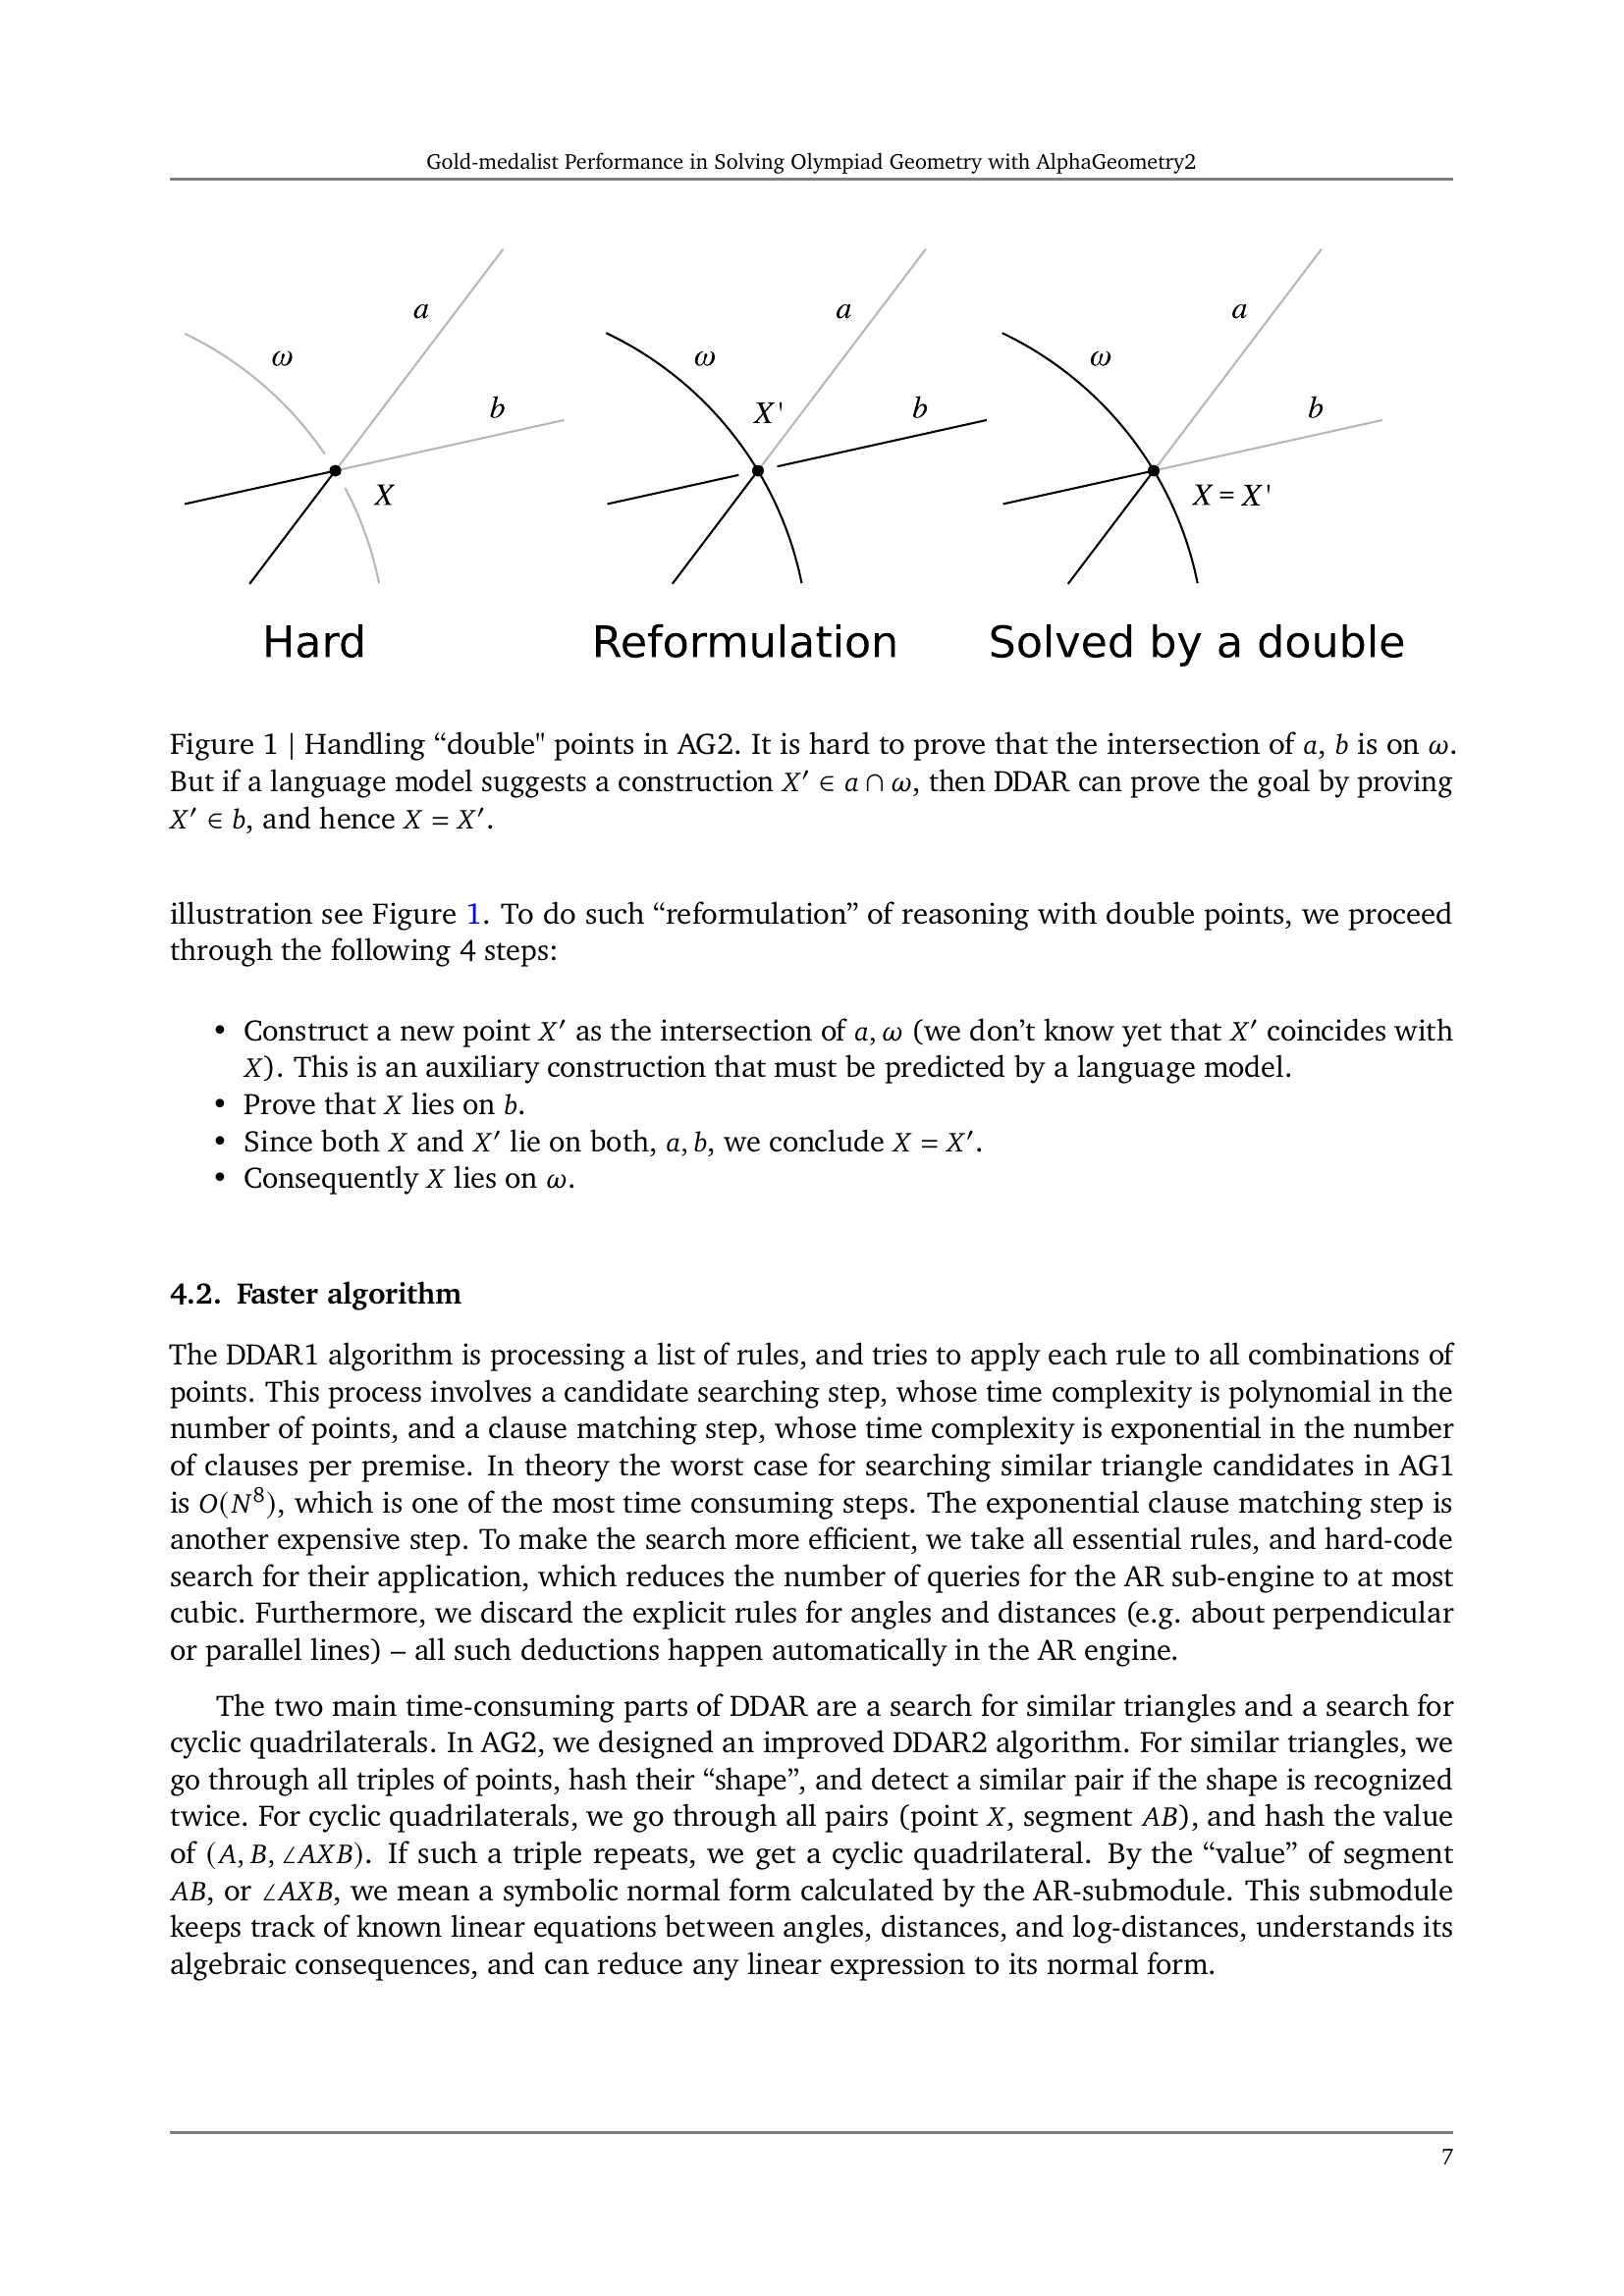 Gold-medalist Performance in Solving Olympiad Geometry with AlphaGeometry2
a
ω
b
X
a
ω
X'
b
a
ω
b
X = X'
Hard
Reformulation
Solved by a double
Figure 1 | Handling “double" points in AG2. It is hard to prove that the intersection of a, b is on ω.
But if a language model suggests a construction X′ ∈ a ∩ ω, then DDAR can prove the goal by proving
X′ ∈ b, and hence X = X′.
illustration see Figure 1. To do such “reformulation” of reasoning with double points, we proceed
through the following 4 steps:
• Construct a new point X′ as the intersection of a, ω (we don’t know yet that X′ coincides with
X). This is an auxiliary construction that must be predicted by a language model.
• Prove that X lies on b.
• Since both X and X′ lie on both, a, b, we conclude X = X′.
• Consequently X lies on ω.
4.2. Faster algorithm
The DDAR1 algorithm is processing a list of rules, and tries to apply each rule to all combinations of
points. This process involves a candidate searching step, whose time complexity is polynomial in the
number of points, and a clause matching step, whose time complexity is exponential in the number
of clauses per premise. In theory the worst case for searching similar triangle candidates in AG1
is O(N⁸), which is one of the most time consuming steps. The exponential clause matching step is
another expensive step. To make the search more efficient, we take all essential rules, and hard-code
search for their application, which reduces the number of queries for the AR sub-engine to at most
cubic. Furthermore, we discard the explicit rules for angles and distances (e.g. about perpendicular
or parallel lines) – all such deductions happen automatically in the AR engine.
The two main time-consuming parts of DDAR are a search for similar triangles and a search for
cyclic quadrilaterals. In AG2, we designed an improved DDAR2 algorithm. For similar triangles, we
go through all triples of points, hash their “shape”, and detect a similar pair if the shape is recognized
twice. For cyclic quadrilaterals, we go through all pairs (point X, segment AB), and hash the value
of (A, B, ∠AXB). If such a triple repeats, we get a cyclic quadrilateral. By the “value” of segment
AB, or ∠AXB, we mean a symbolic normal form calculated by the AR-submodule. This submodule
keeps track of known linear equations between angles, distances, and log-distances, understands its
algebraic consequences, and can reduce any linear expression to its normal form.
7